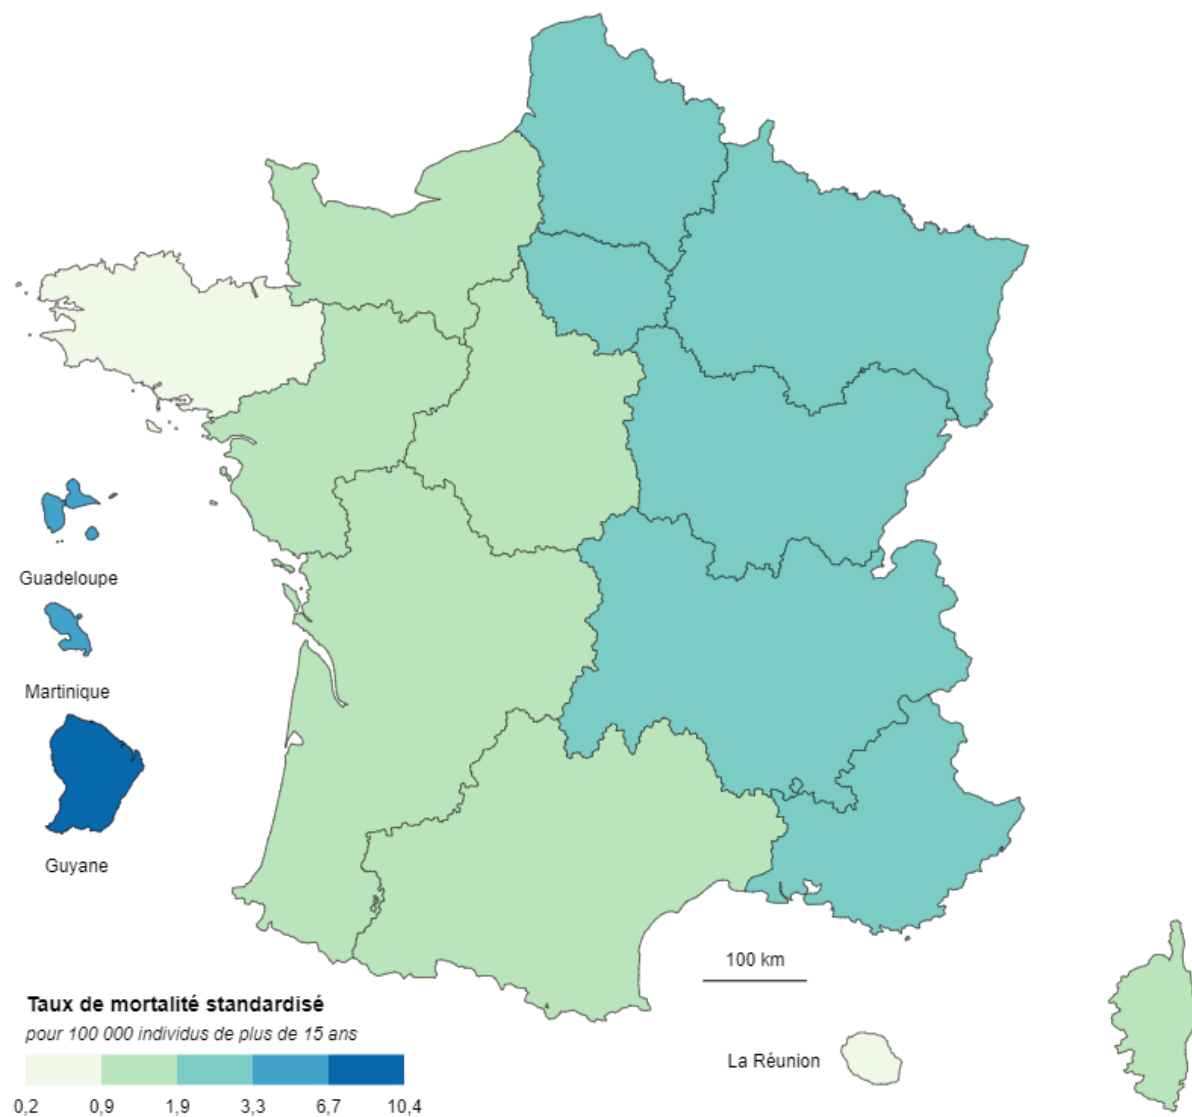 Guadeloupe
Martinique
Guyane
100 km
Taux de mortalité standardisé
pour 100 000 individus de plus de 15 ans
La Réunion
0,2 0,9 1,9 3,3 6,7 10,4